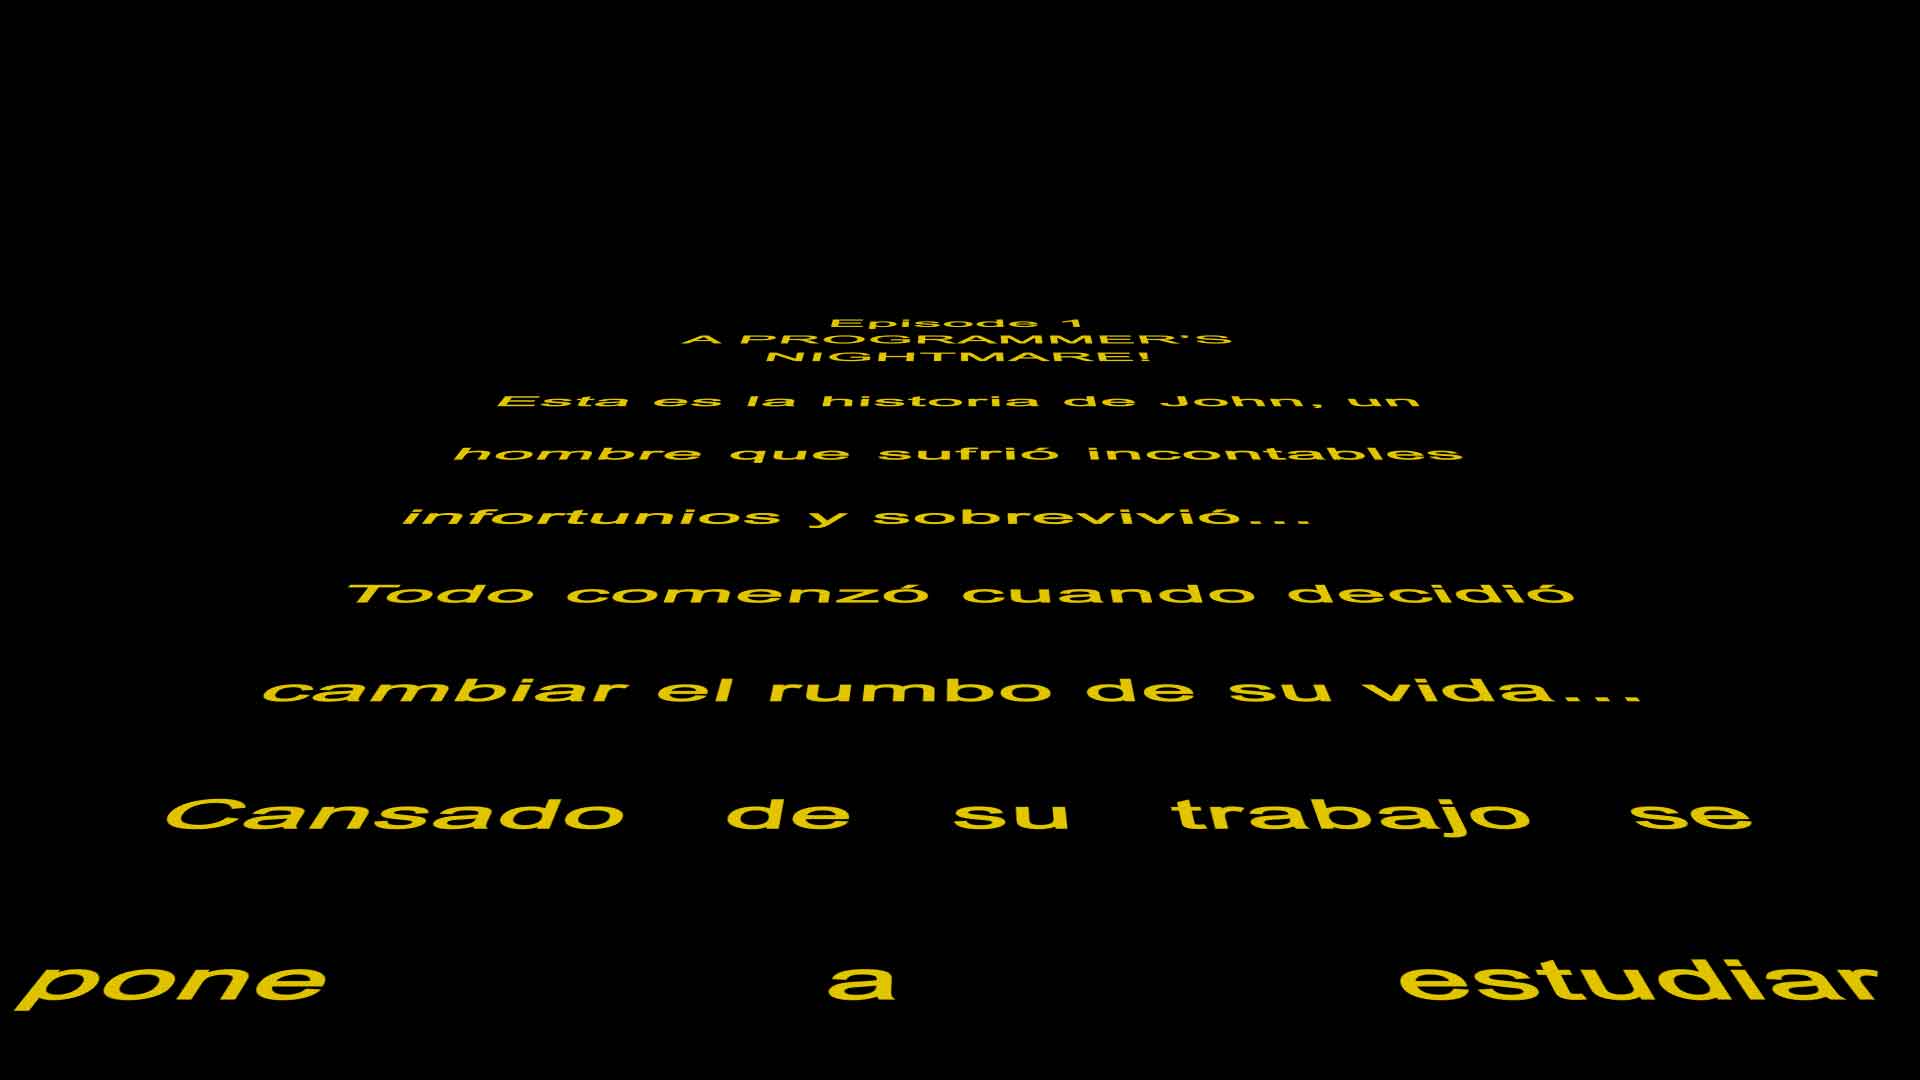 Episode 1
A PROGRAMMER'S
NIGHTMARE!
Esta es la historia de John, un
hombre que sufrió incontables
infortunios y sobrevivió...
Todo comenzó cuando decidió
cambiar el rumbo de su vida...
Cansado de su trabajo se
pone a estudiar